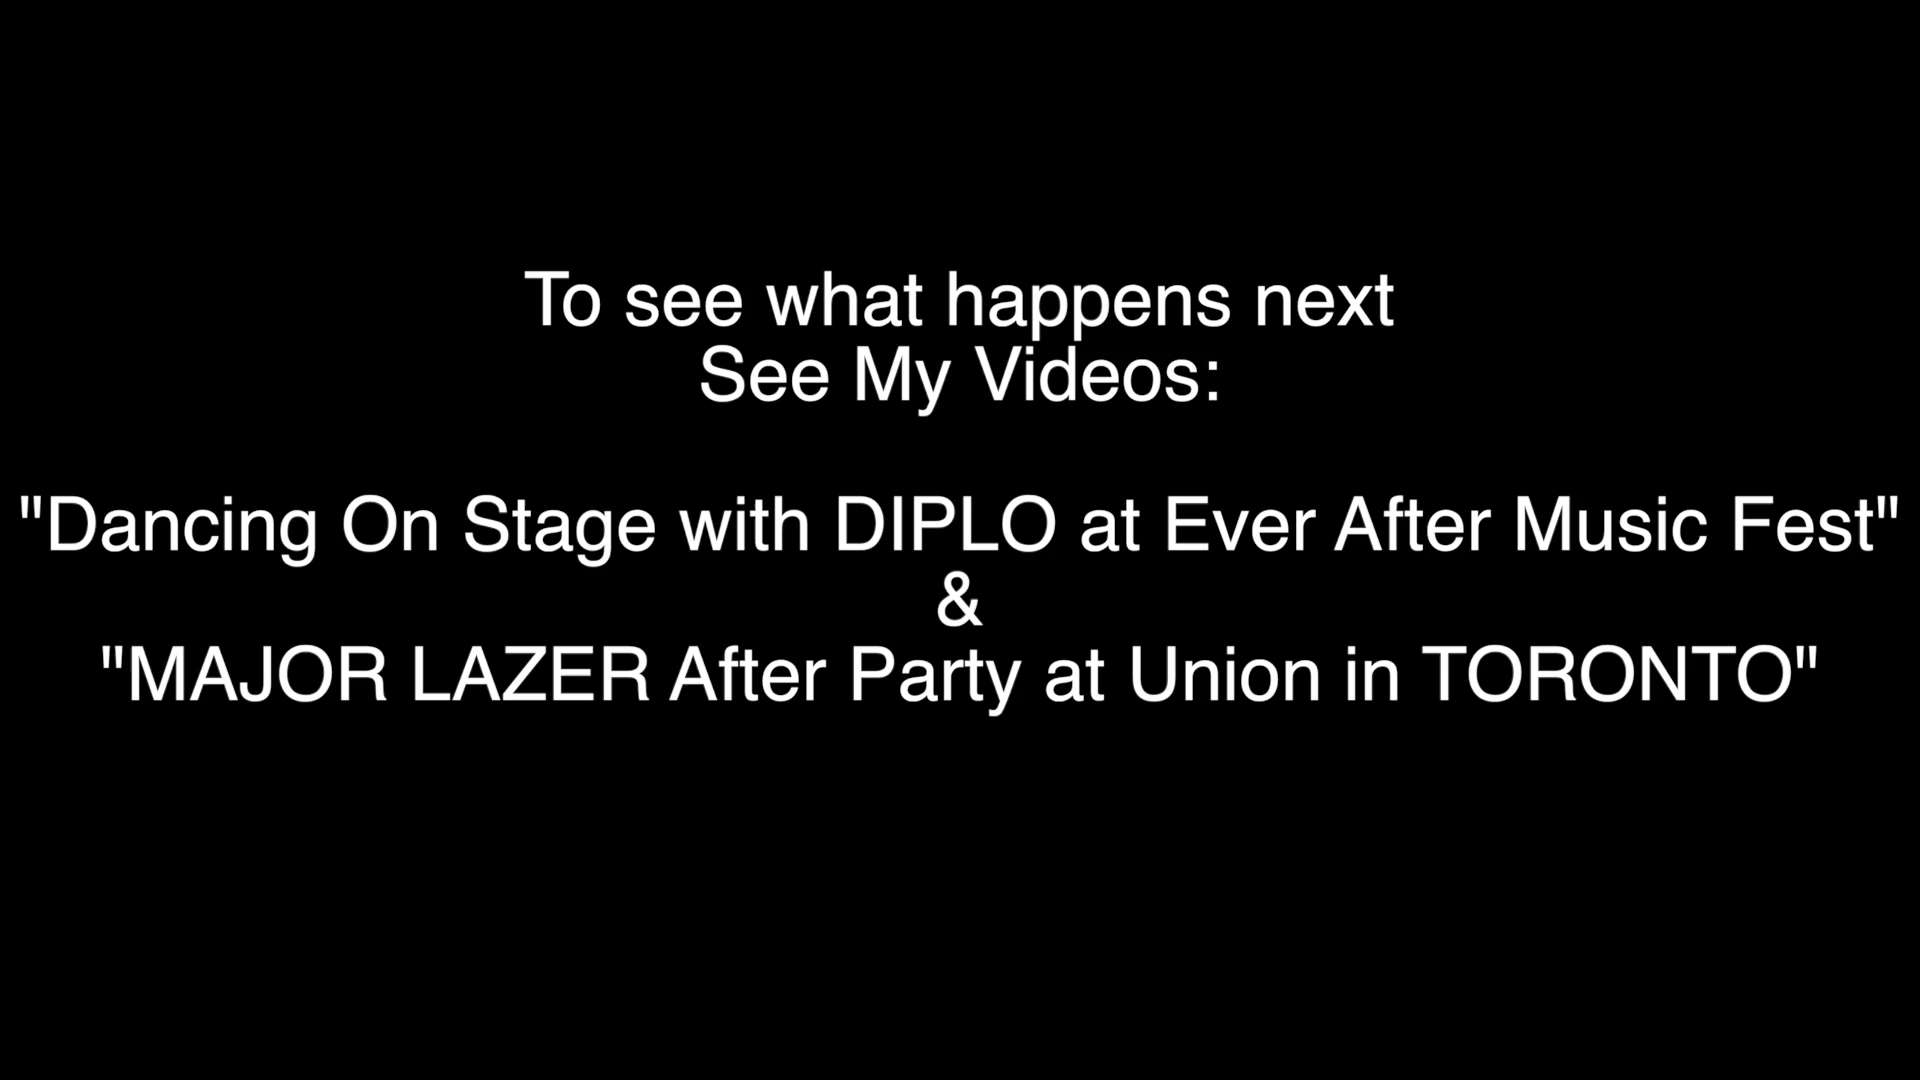 To see what happens next
See My Videos:
"Dancing On Stage with DIPLO at Ever After Music Fest"
&
"MAJOR LAZER After Party at Union in TORONTO"